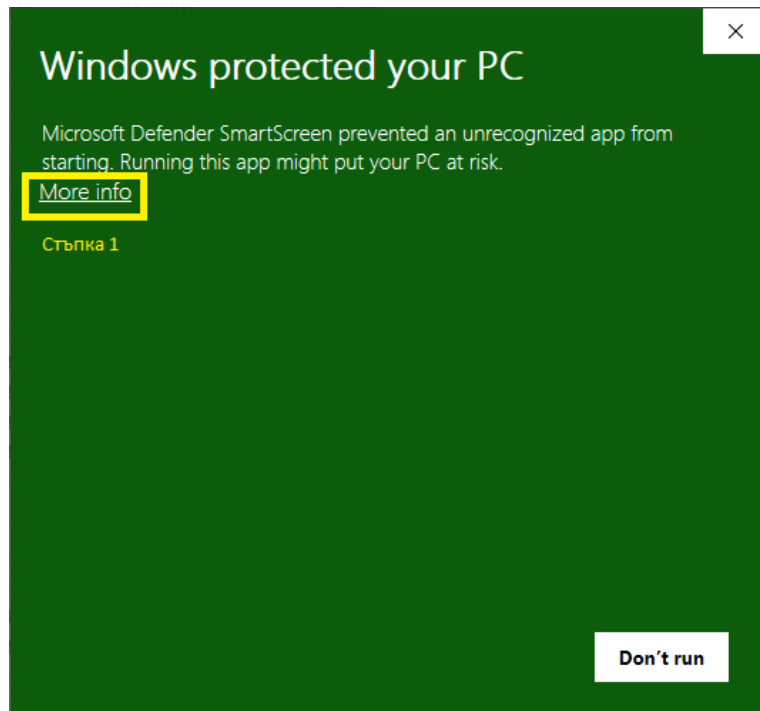 Windows protected your PC
Microsoft Defender SmartScreen prevented an unrecognized app from
starting. Running this app might put your PC at risk.
More info
Стъпка 1
Don't run